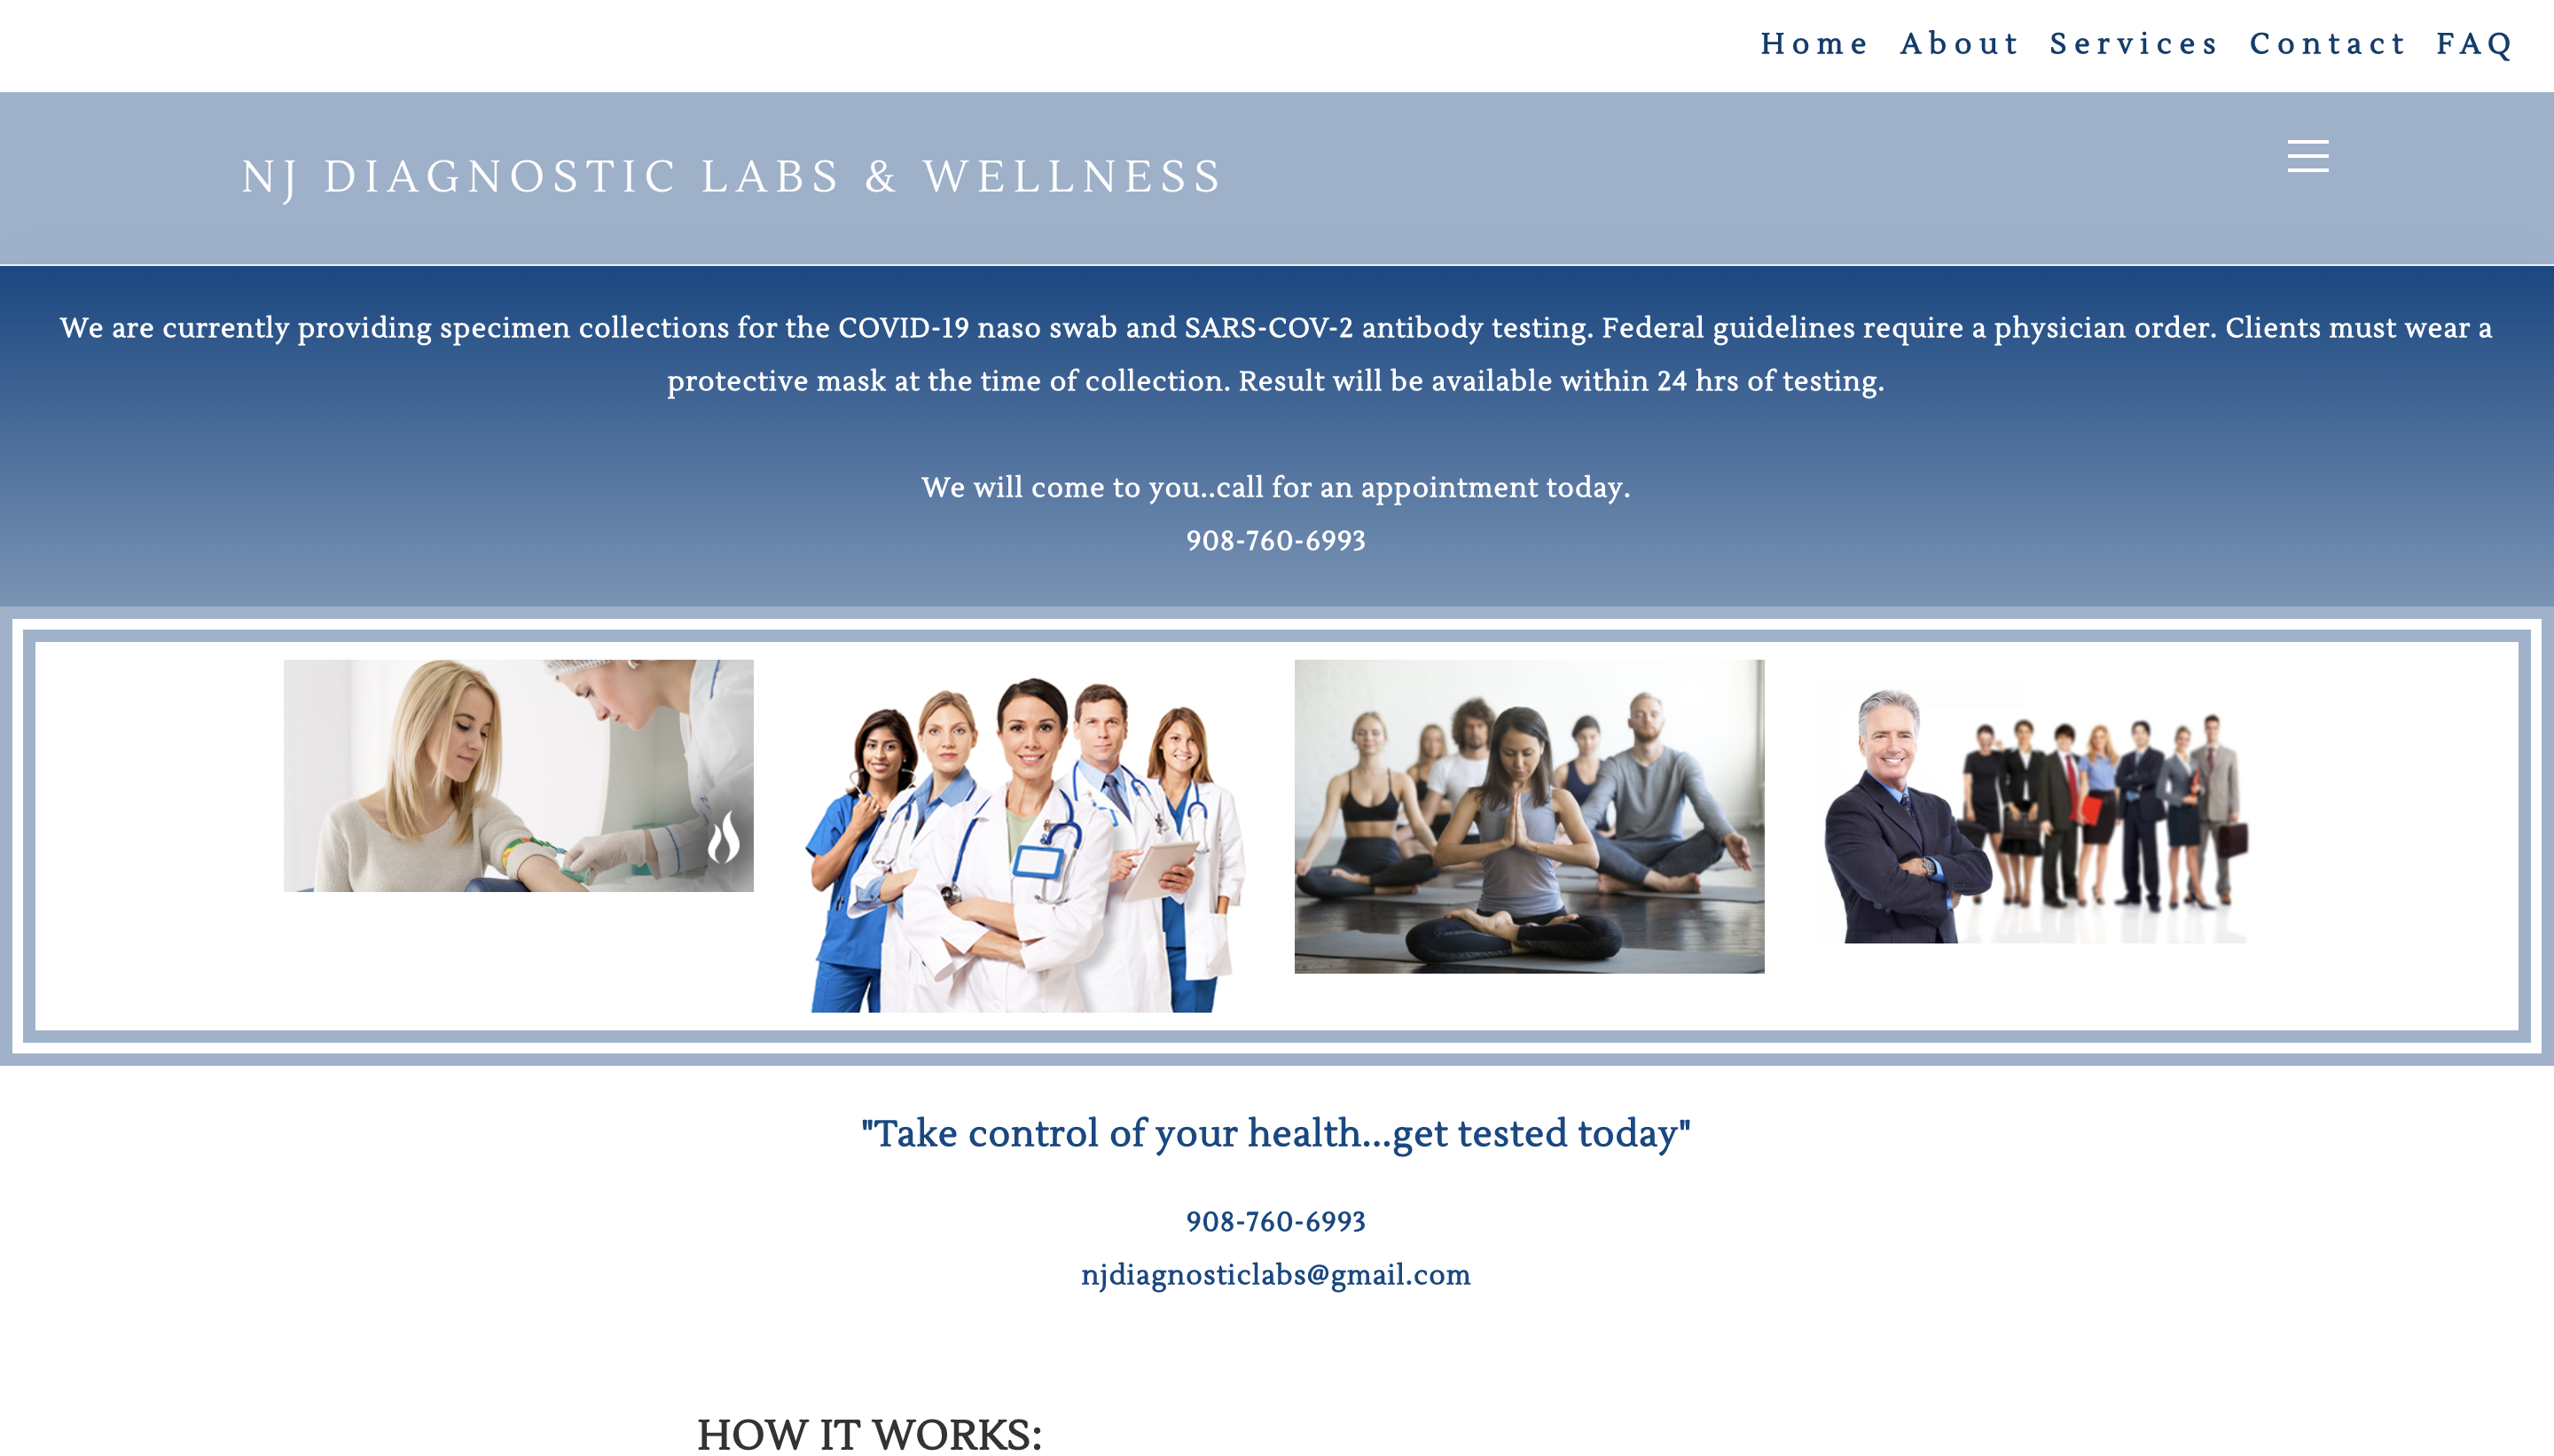 Home About Services Contact FAQ
NJ DIAGNOSTIC LABS & WELLNESS
We are currently providing specimen collections for the COVID-19 naso swab and SARS-COV-2 antibody testing. Federal guidelines require a physician order. Clients must wear a
protective mask at the time of collection. Result will be available within 24 hrs of testing.
We will come to you..call for an appointment today.
908-760-6993
"Take control of your health...get tested today"
908-760-6993
njdiagnosticlabs@gmail.com
HOW IT WORKS: